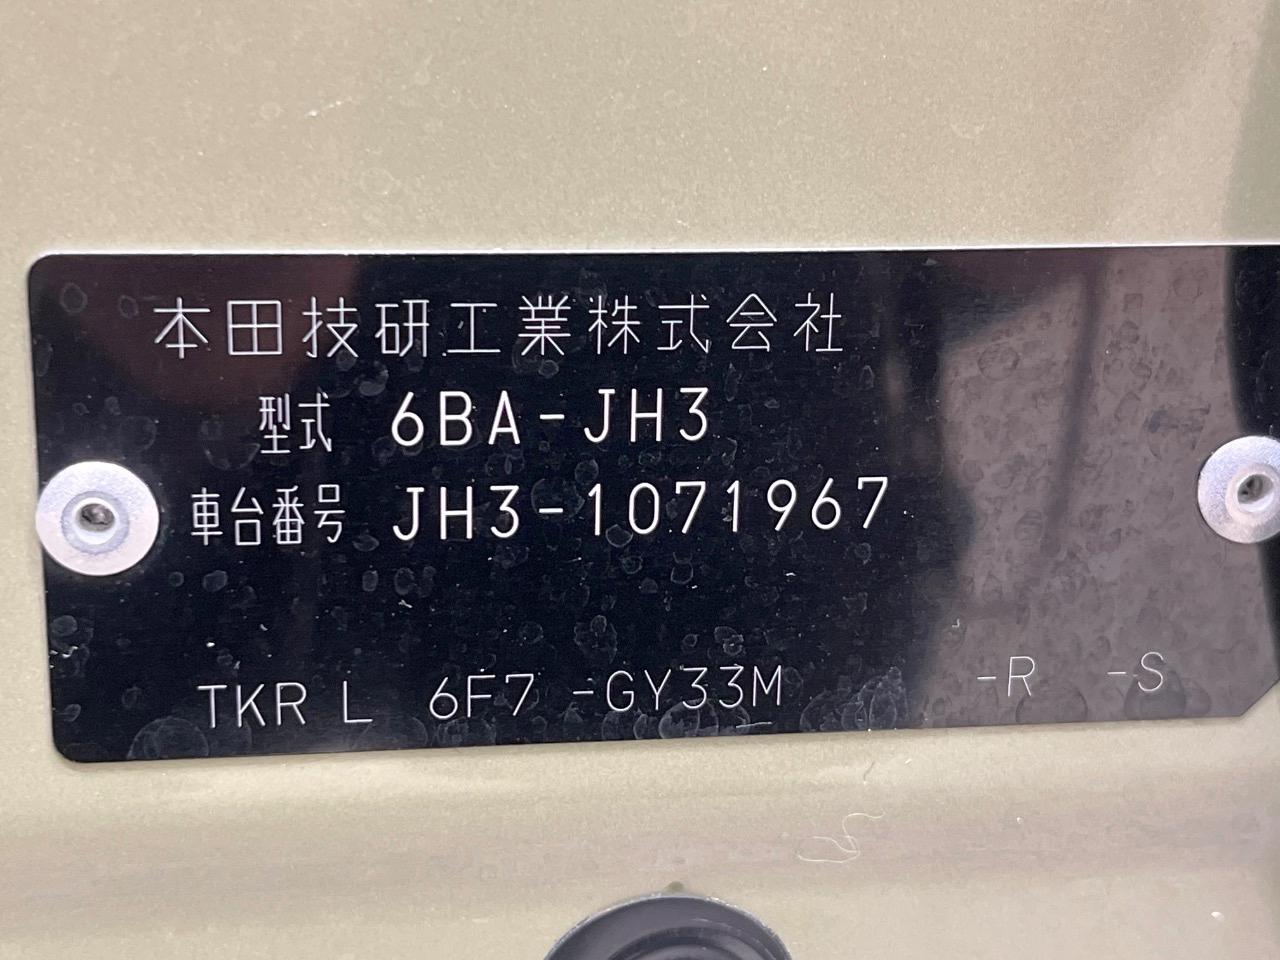 本田技研工業株式会社
型式 6BA-JH3
車台番号 JH3-1071967
TKR L 6F7 -GY33M -R -S